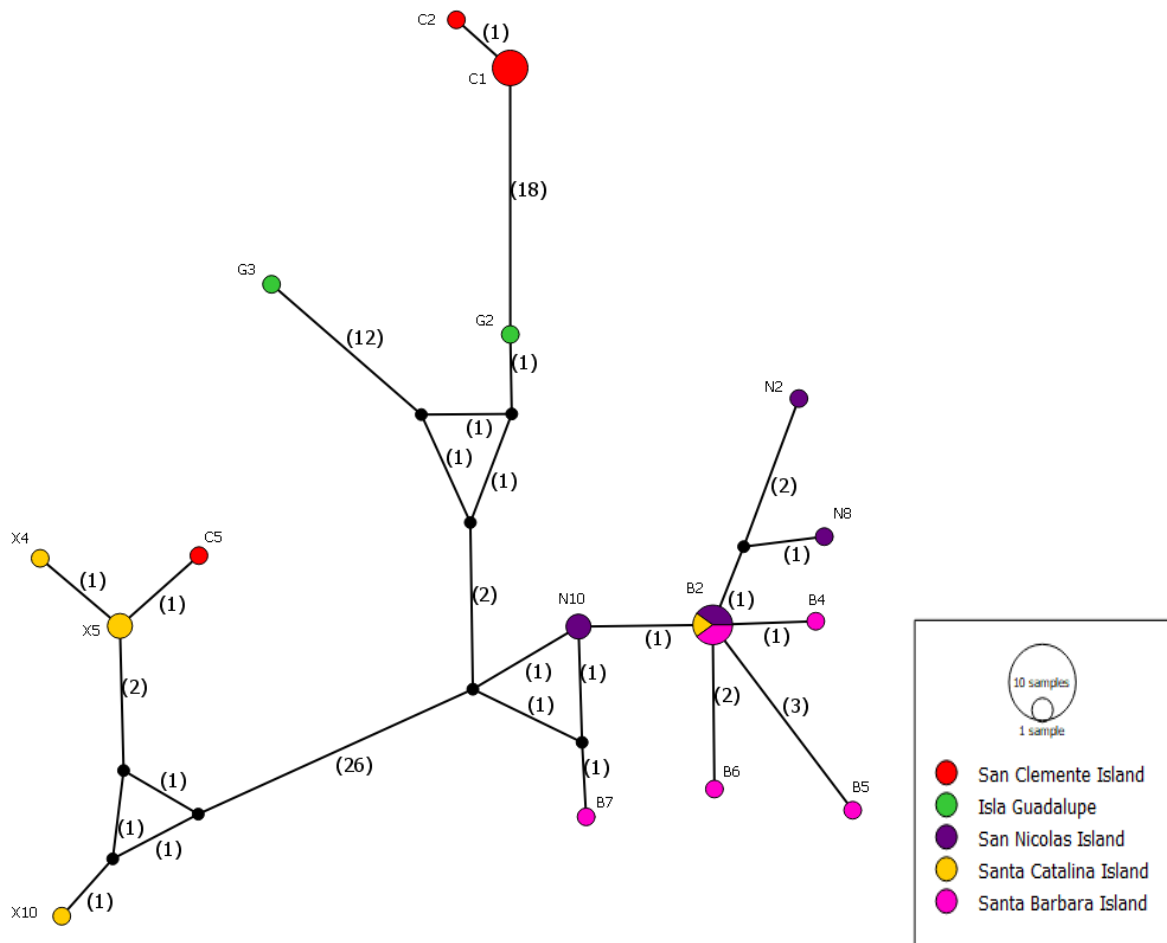 C2
(1)
C1
(18)
G3
(12)
G2
(1)
(1)
(1)
(1)
N2
(2)
N8
(1)
X4
C5
(1)
(1)
X5
(2)
N10
B2
(1)
B4
(2)
(1)
(1)
(1)
(1)
(1)
(2)
(3)
(26)
(1)
B7
B6
B5
(1)
(1)
(1)
(1)
X10
10 samples
1 sample
San Clemente Island
Isla Guadalupe
San Nicolas Island
Santa Catalina Island
Santa Barbara Island